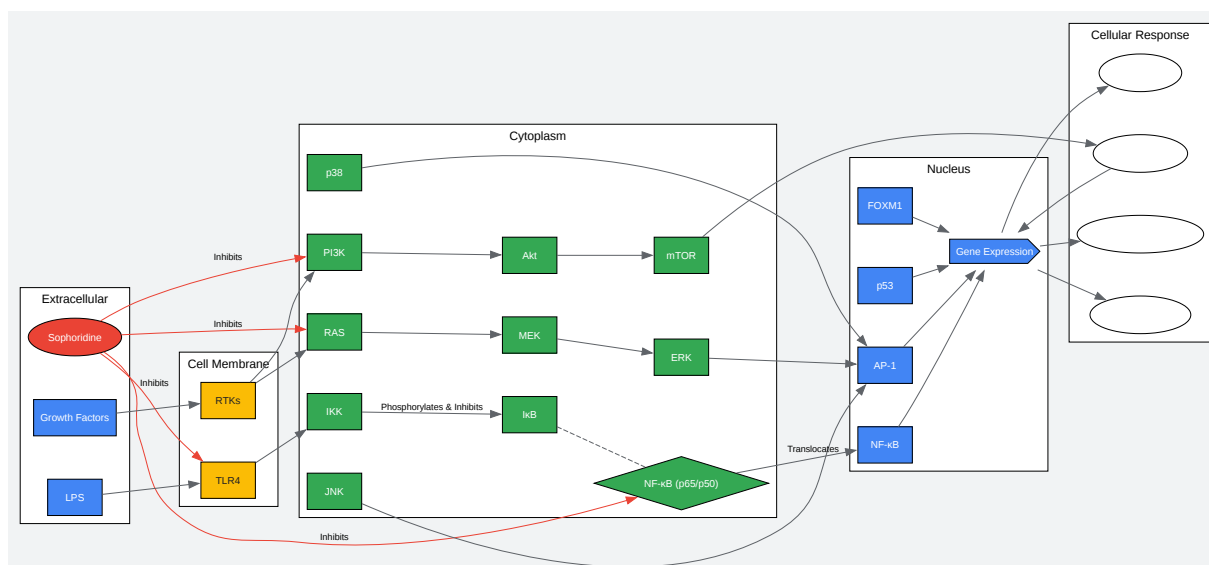 Cellular Response
Cytoplasm
p38
Nucleus
FOXM1
PI3K
Akt
mTOR
Gene Expression
Inhibits
p53
Extracellular
Sophoridine
Inhibits
RAS
MEK
ERK
AP-1
Cell Membrane
Inhibits
RTKs
Growth Factors
IKK
Phosphorylates & Inhibits
IκB
NF-κB
Translocates
TLR4
LPS
JNK
NF-κB (p65/p50)
Inhibits